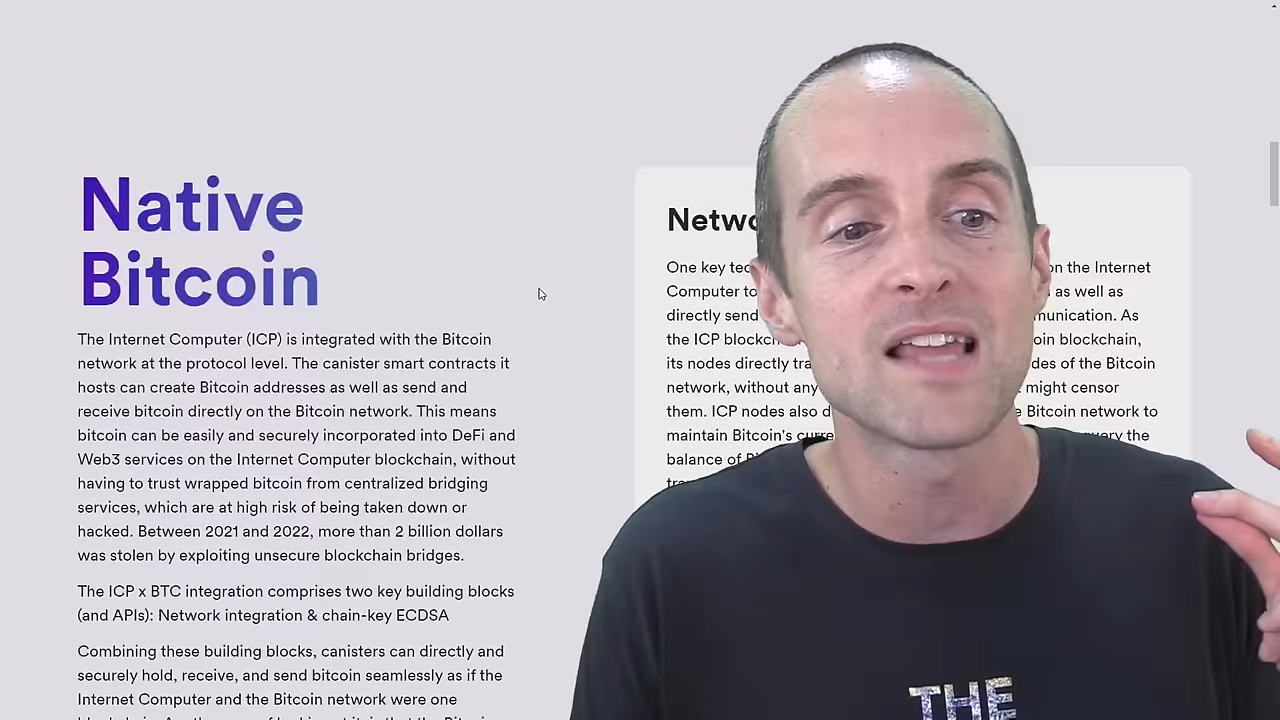 Native
Bitcoin
The Internet Computer (ICP) is integrated with the Bitcoin
network at the protocol level. The canister smart contracts it
hosts can create Bitcoin addresses as well as send and
receive bitcoin directly on the Bitcoin network. This means
bitcoin can be easily and securely incorporated into DeFi and
Web3 services on the Internet Computer blockchain, without
having to trust wrapped bitcoin from centralized bridging
services, which are at high risk of being taken down or
hacked. Between 2021 and 2022, more than 2 billion dollars
was stolen by exploiting unsecure blockchain bridges.
The ICP x BTC integration comprises two key building blocks
(and APIs): Network integration & chain-key ECDSA
Combining these building blocks, canisters can directly and
securely hold, receive, and send bitcoin seamlessly as if the
Internet Computer and the Bitcoin network were one
One key on the Internet
Computer to as well as
directly send As
the ICP blockchain,
its nodes directly of the Bitcoin
network, without any might censor
them. ICP nodes also Bitcoin network to
maintain Bitcoin's the
balance of
THE